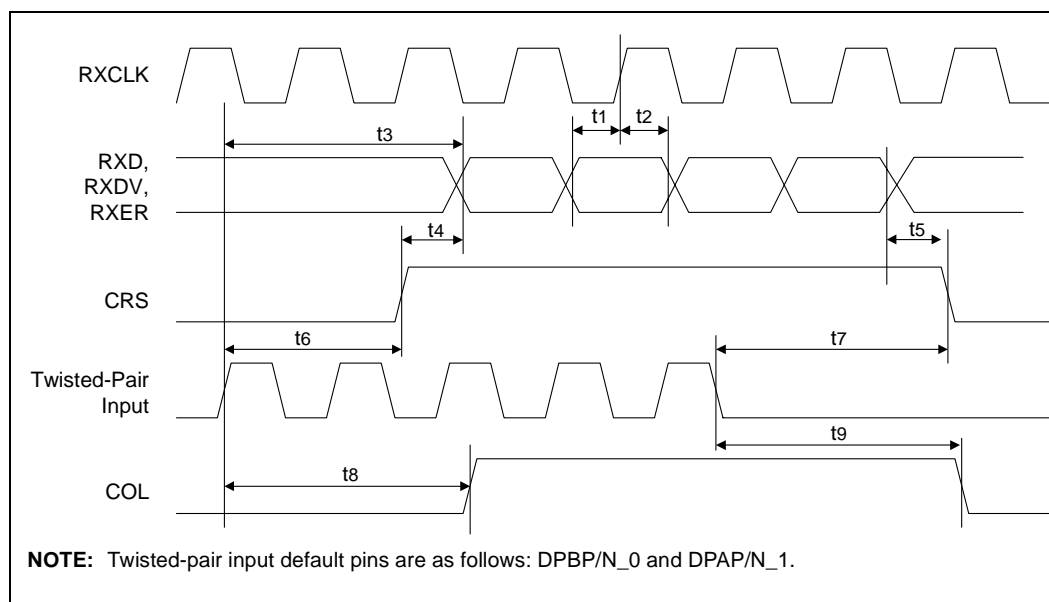 RXCLK
t1
t2
t3
RXD,
RXDV,
RXER
t4
t5
CRS
t6
t7
Twisted-Pair
Input
t9
t8
COL
NOTE: Twisted-pair input default pins are as follows: DPBP/N_0 and DPAP/N_1.